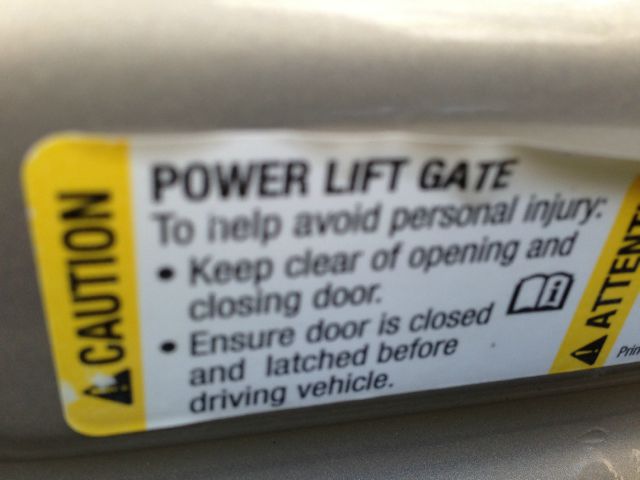 CAUTION
POWER LIFT GATE
To help avoid personal injury:
• Keep clear of opening and
closing door.
• Ensure door is closed
and latched before
driving vehicle.